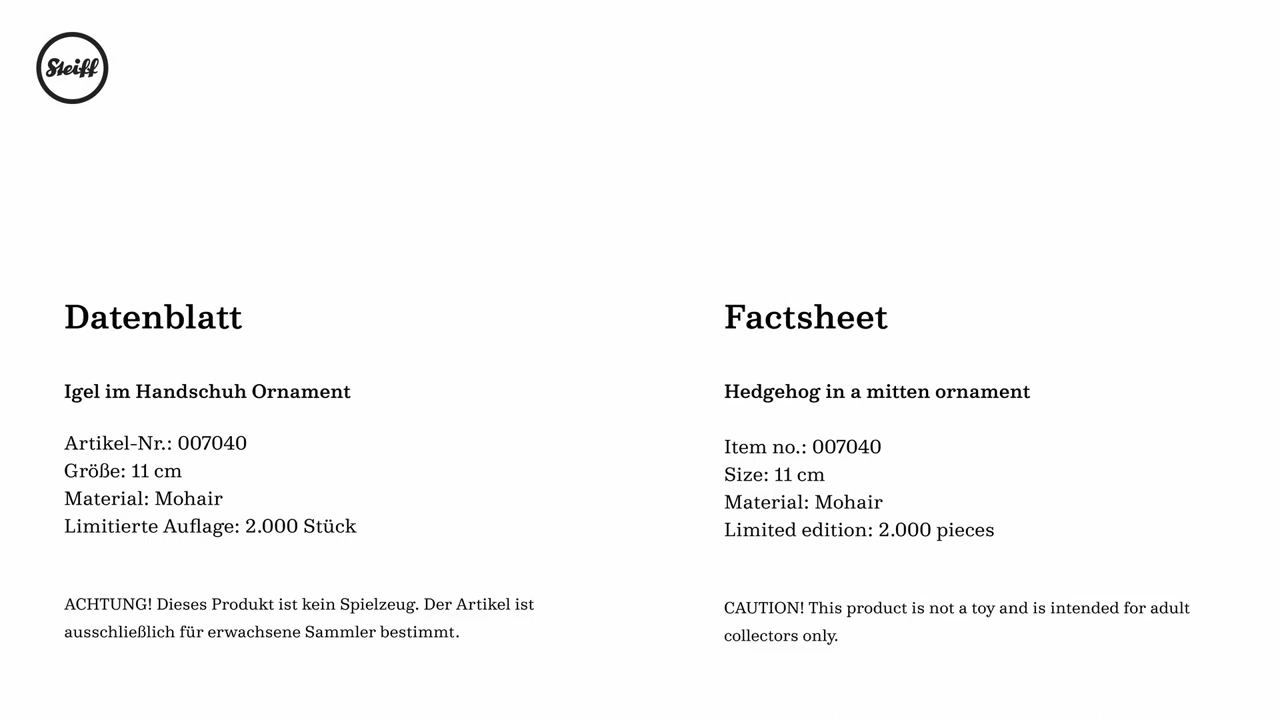 Steiff
Datenblatt
Igel im Handschuh Ornament
Artikel-Nr.: 007040
Größe: 11 cm
Material: Mohair
Limitierte Auflage: 2.000 Stück
ACHTUNG! Dieses Produkt ist kein Spielzeug. Der Artikel ist
ausschließlich für erwachsene Sammler bestimmt.
Factsheet
Hedgehog in a mitten ornament
Item no.: 007040
Size: 11 cm
Material: Mohair
Limited edition: 2.000 pieces
CAUTION! This product is not a toy and is intended for adult
collectors only.